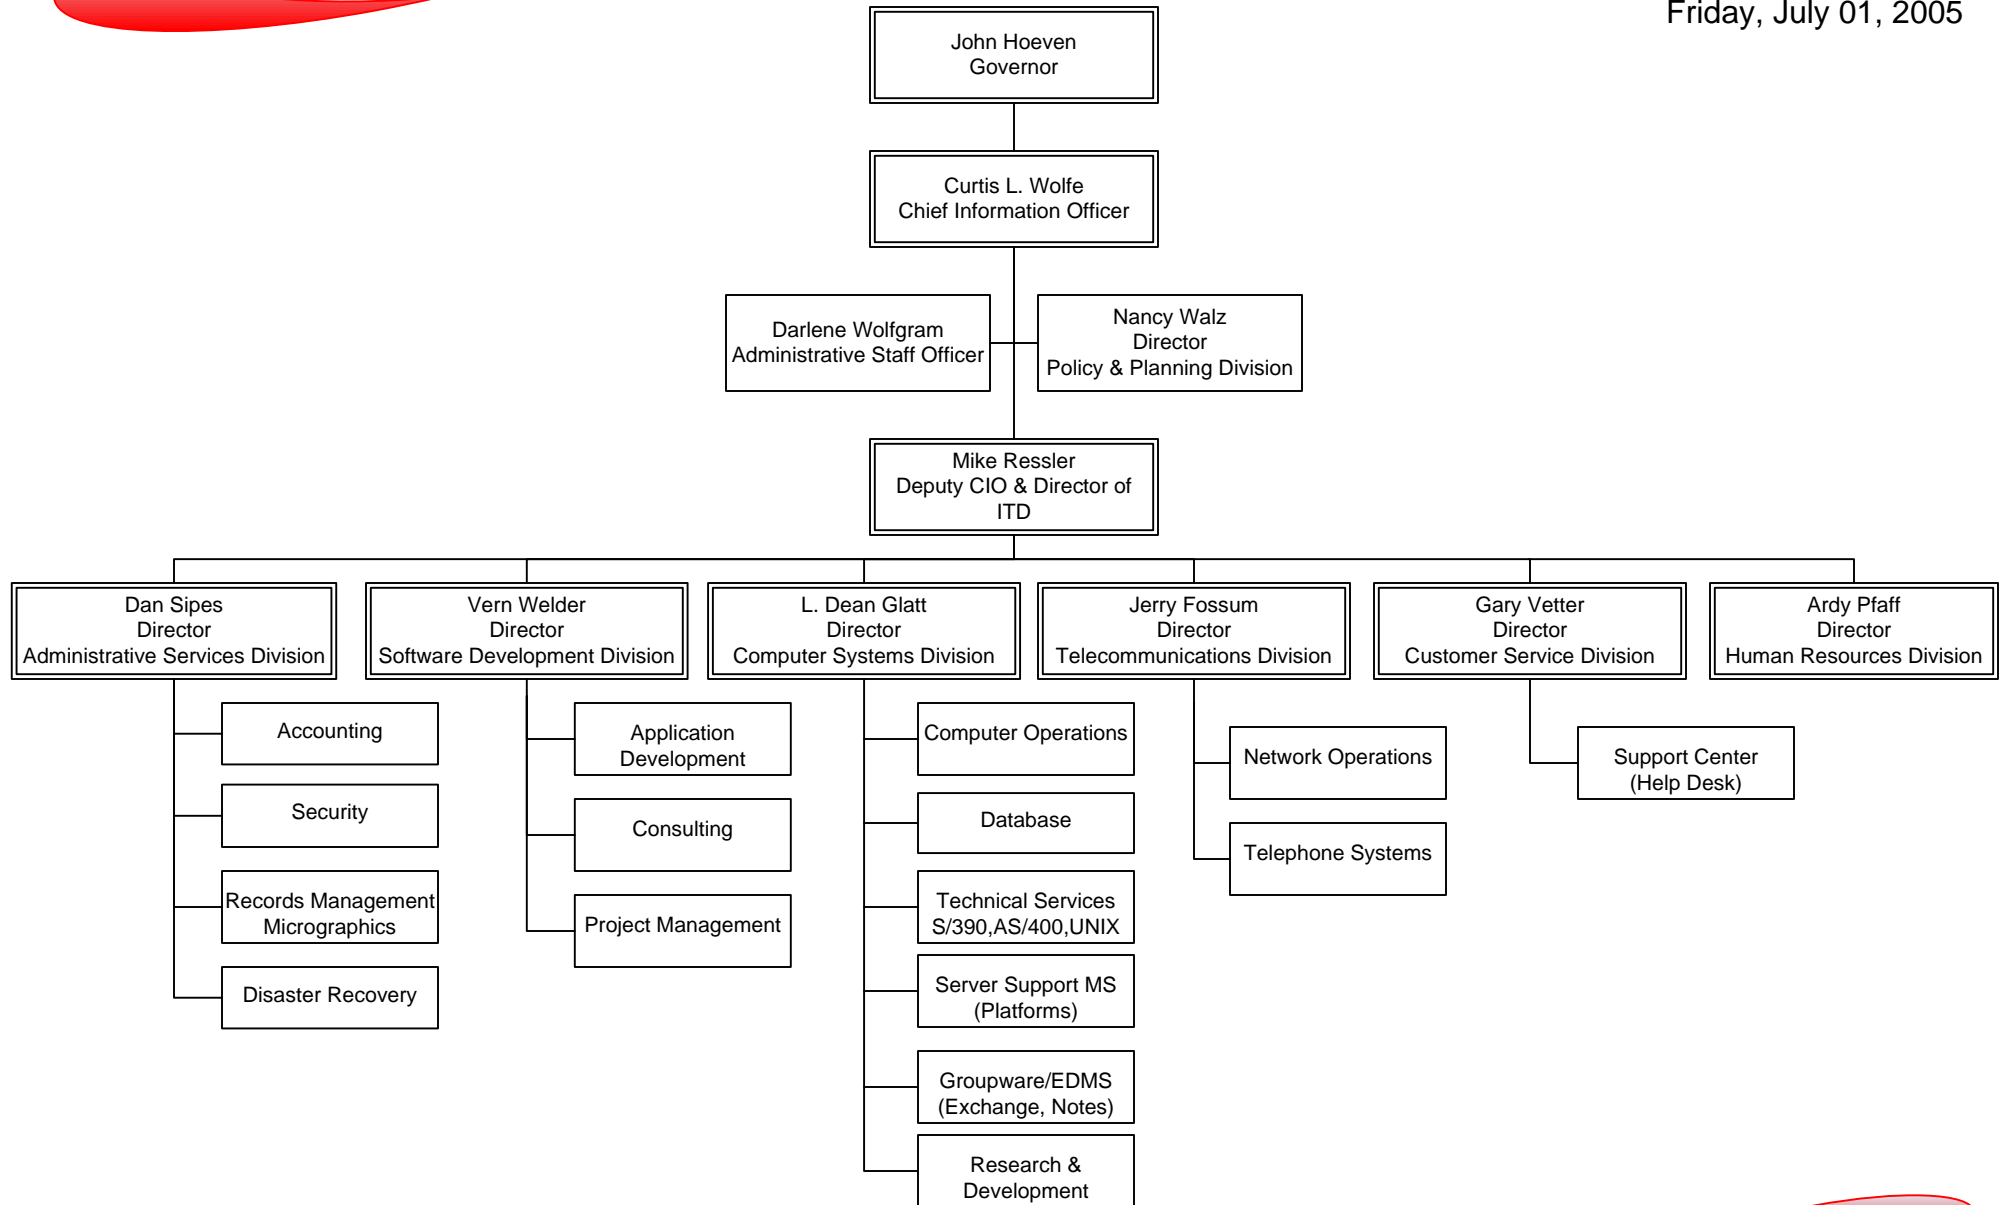 Friday, July 01, 2005
John Hoeven
Governor
Curtis L. Wolfe
Chief Information Officer
Darlene Wolfgram
Administrative Staff Officer
Nancy Walz
Director
Policy & Planning Division
Mike Ressler
Deputy CIO & Director of
ITD
Dan Sipes
Director
Administrative Services Division
Vern Welder
Director
Software Development Division
L. Dean Glatt
Director
Computer Systems Division
Jerry Fossum
Director
Telecommunications Division
Gary Vetter
Director
Customer Service Division
Ardy Pfaff
Director
Human Resources Division
Accounting
Security
Records Management
Micrographics
Disaster Recovery
Application
Development
Consulting
Project Management
Computer Operations
Database
Technical Services
S/390,AS/400,UNIX
Server Support MS
(Platforms)
Groupware/EDMS
(Exchange, Notes)
Research &
Development
Network Operations
Telephone Systems
Support Center
(Help Desk)